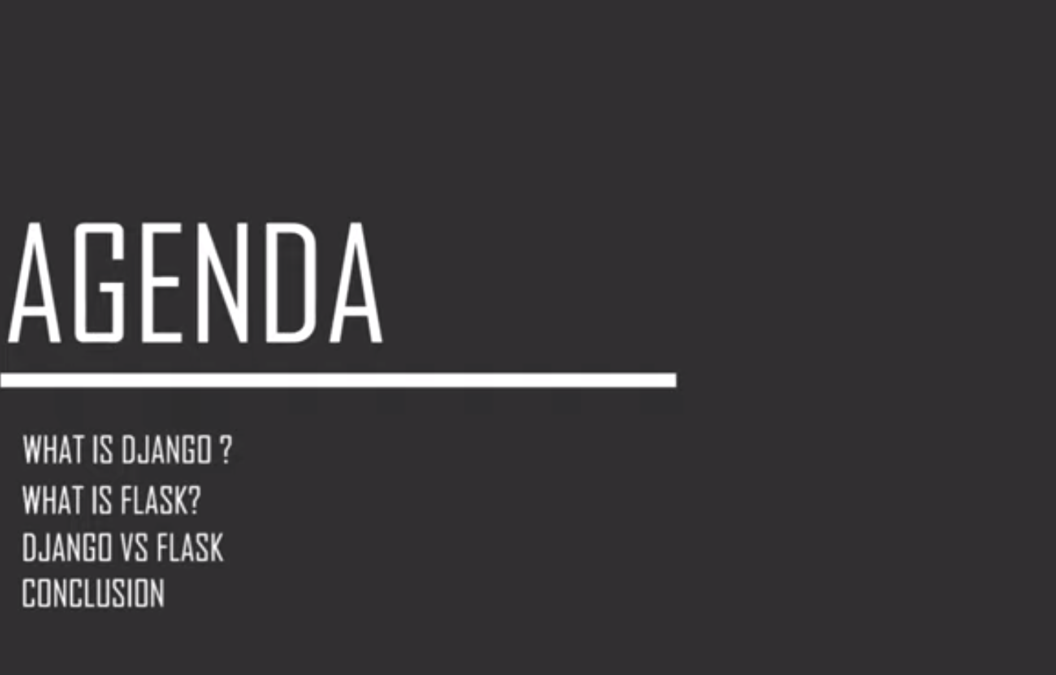 AGENDA
WHAT IS DJANGO ?
WHAT IS FLASK?
DJANGO VS FLASK
CONCLUSION